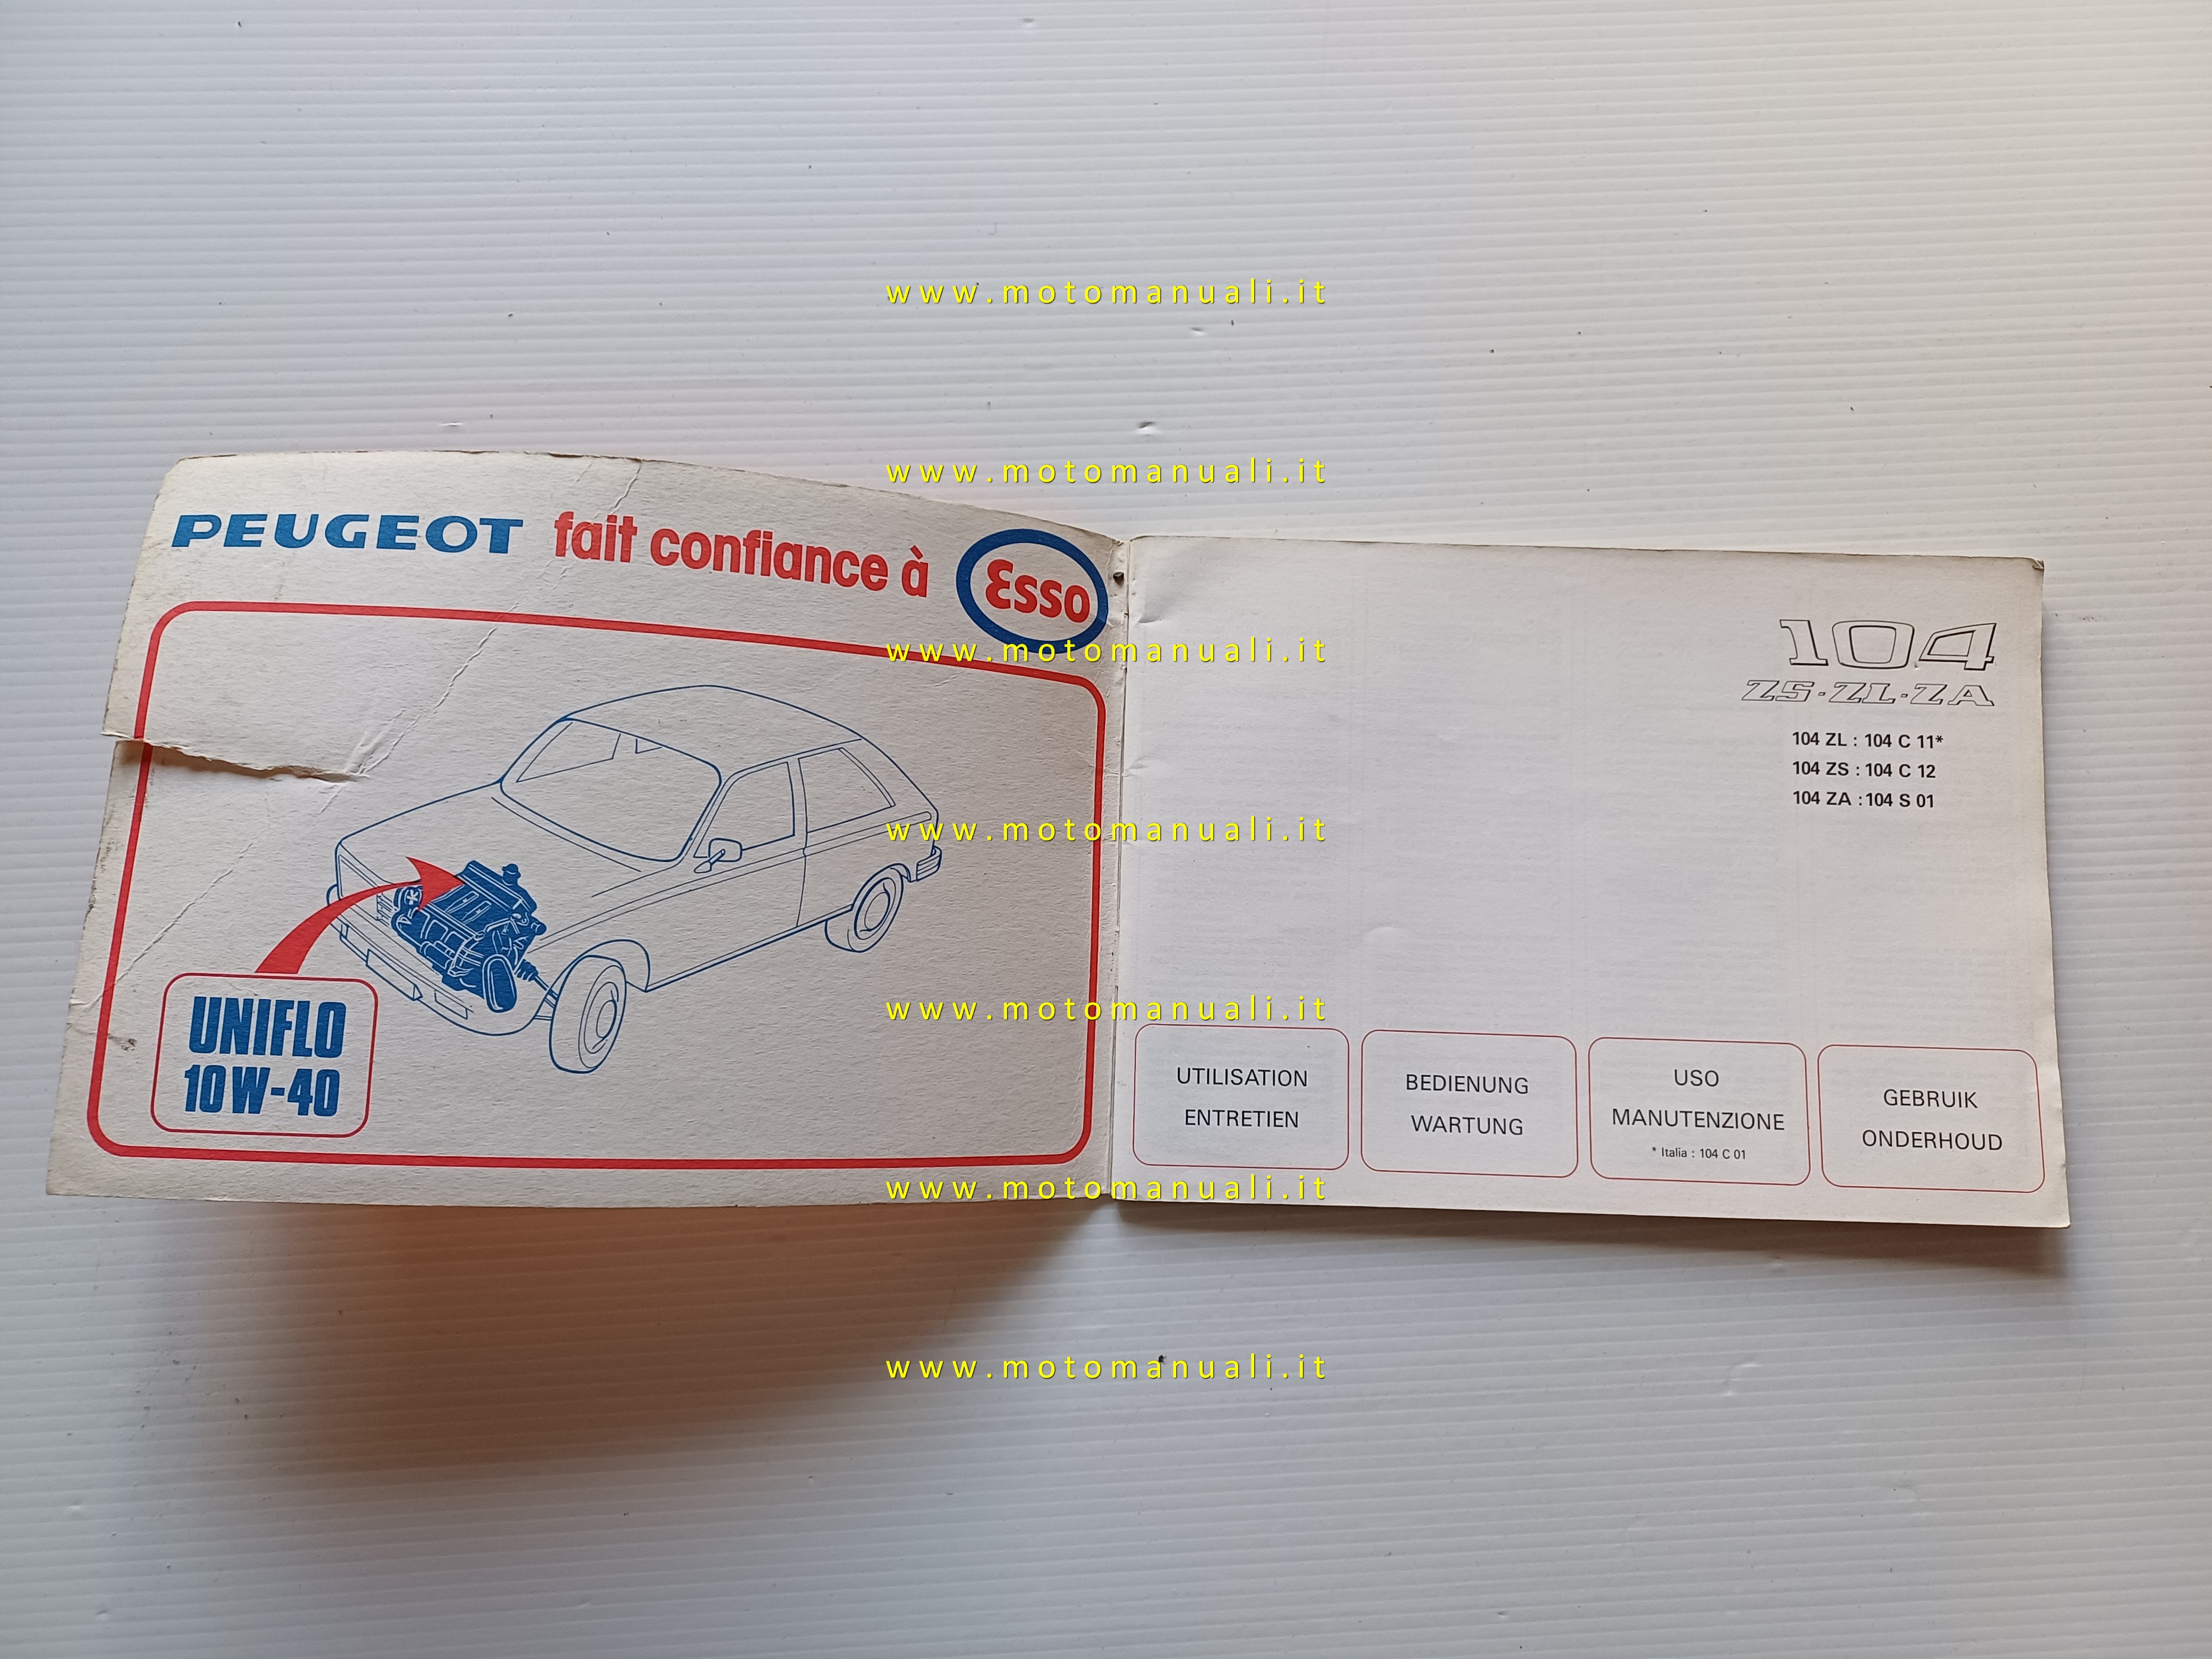 www.motomanuali.it
www.motomanuali.it
PEUGEOT fait confiance à Esso
www.motomanuali.it
UNIFLO
10W-40
104
ZS·ZL·ZA
104 ZL : 104 C 11*
104 ZS : 104 C 12
104 ZA : 104 S 01
www.motomanuali.it
www.motomanuali.it
UTILISATION
ENTRETIEN
BEDIENUNG
WARTUNG
USO
MANUTENZIONE
* Italia : 104 C 01
GEBRUIK
ONDERHOUD
www.motomanuali.it
www.motomanuali.it